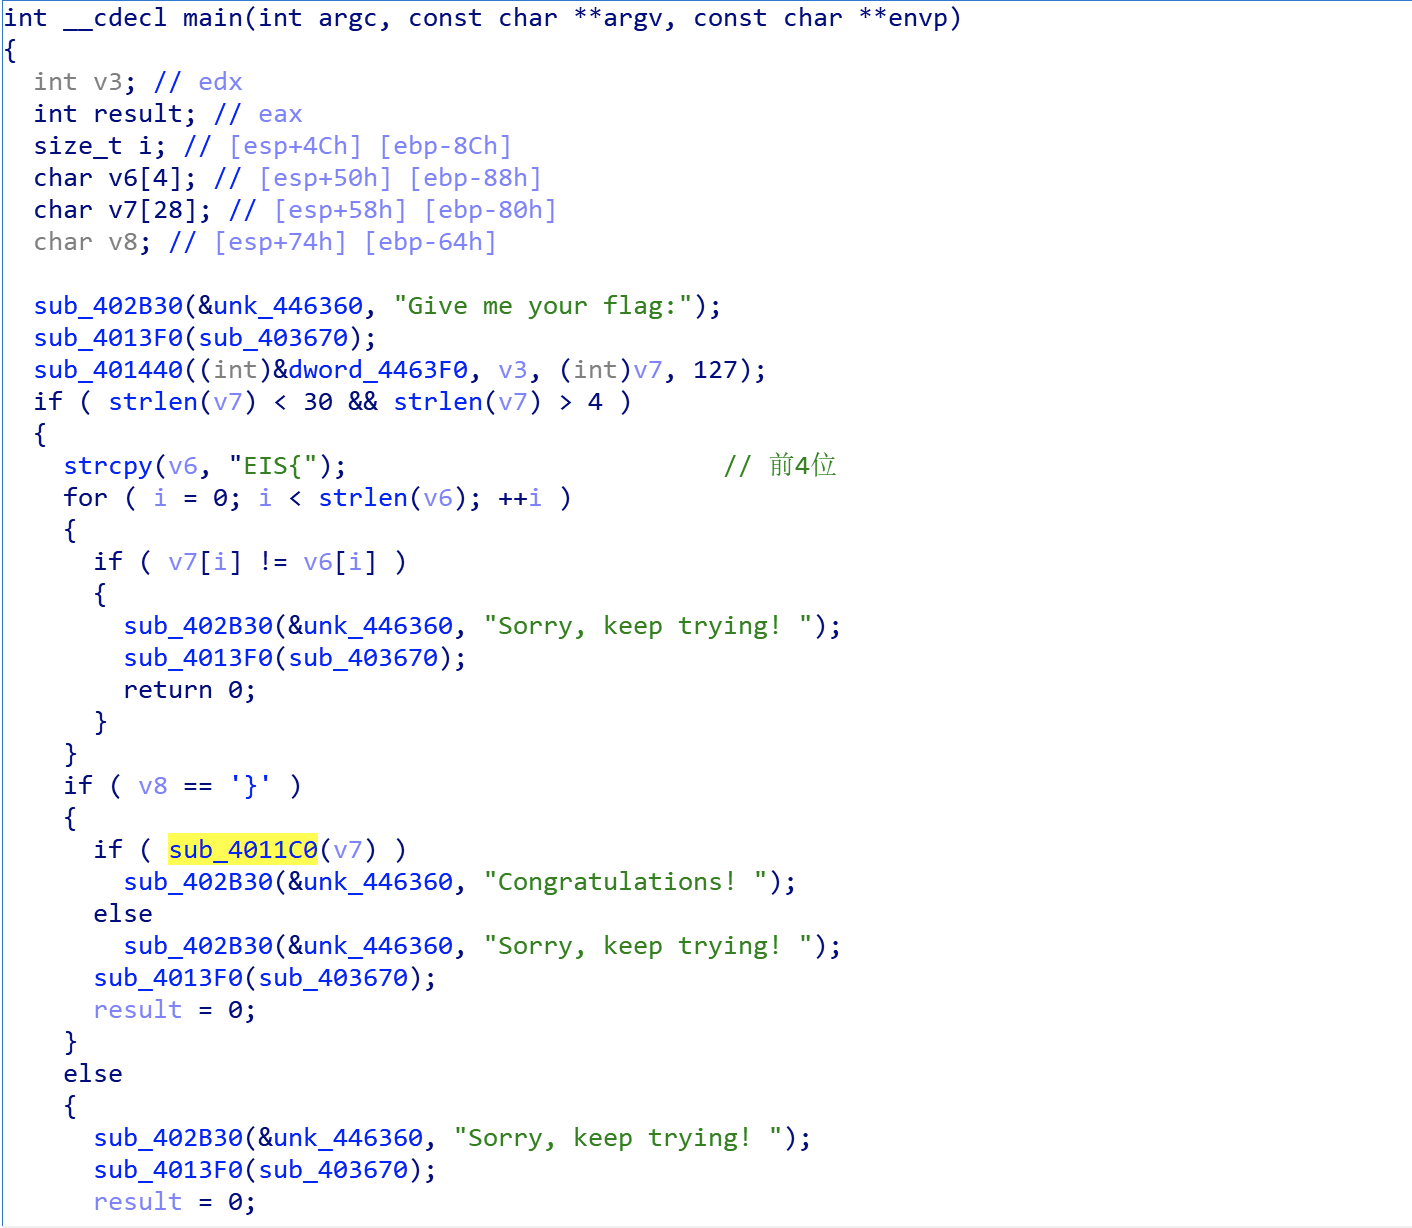 int __cdecl main(int argc, const char **argv, const char **envp)
{
  int v3; // edx
  int result; // eax
  size_t i; // [esp+4Ch] [ebp-8Ch]
  char v6[4]; // [esp+50h] [ebp-88h]
  char v7[28]; // [esp+58h] [ebp-80h]
  char v8; // [esp+74h] [ebp-64h]

  sub_402B30(&unk_446360, "Give me your flag:");
  sub_4013F0(sub_403670);
  sub_401440((int)&dword_4463F0, v3, (int)v7, 127);
  if ( strlen(v7) < 30 && strlen(v7) > 4 )
  {
    strcpy(v6, "EIS{");                         // 前4位
    for ( i = 0; i < strlen(v6); ++i )
    {
      if ( v7[i] != v6[i] )
      {
        sub_402B30(&unk_446360, "Sorry, keep trying! ");
        sub_4013F0(sub_403670);
        return 0;
      }
    }
    if ( v8 == '}' )
    {
      if ( sub_4011C0(v7) )
        sub_402B30(&unk_446360, "Congratulations! ");
      else
        sub_402B30(&unk_446360, "Sorry, keep trying! ");
      sub_4013F0(sub_403670);
      result = 0;
    }
    else
    {
      sub_402B30(&unk_446360, "Sorry, keep trying! ");
      sub_4013F0(sub_403670);
      result = 0;